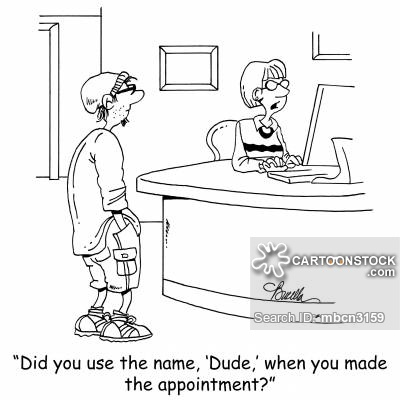 CARTOONSTOCK
.com
Search ID: mbcn3159
"Did you use the name, 'Dude,' when you made
the appointment?"